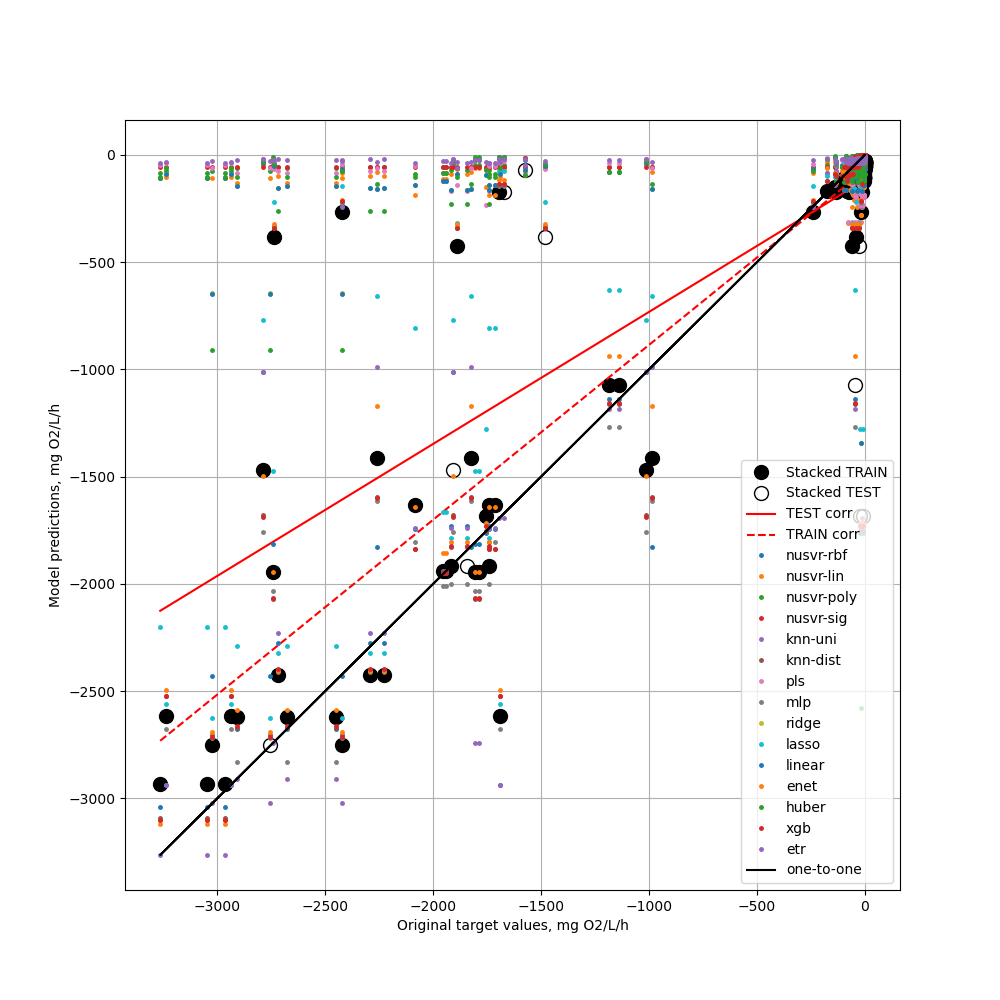 0
−500
−1000
−1500
−2000
−2500
−3000
Model predictions, mg O2/L/h
−3000
−2500
−2000
−1500
−1000
−500
0
Original target values, mg O2/L/h
Stacked TRAIN
Stacked TEST
TEST corr
TRAIN corr
nusvr-rbf
nusvr-lin
nusvr-poly
nusvr-sig
knn-uni
knn-dist
pls
mlp
ridge
lasso
linear
enet
huber
xgb
etr
one-to-one